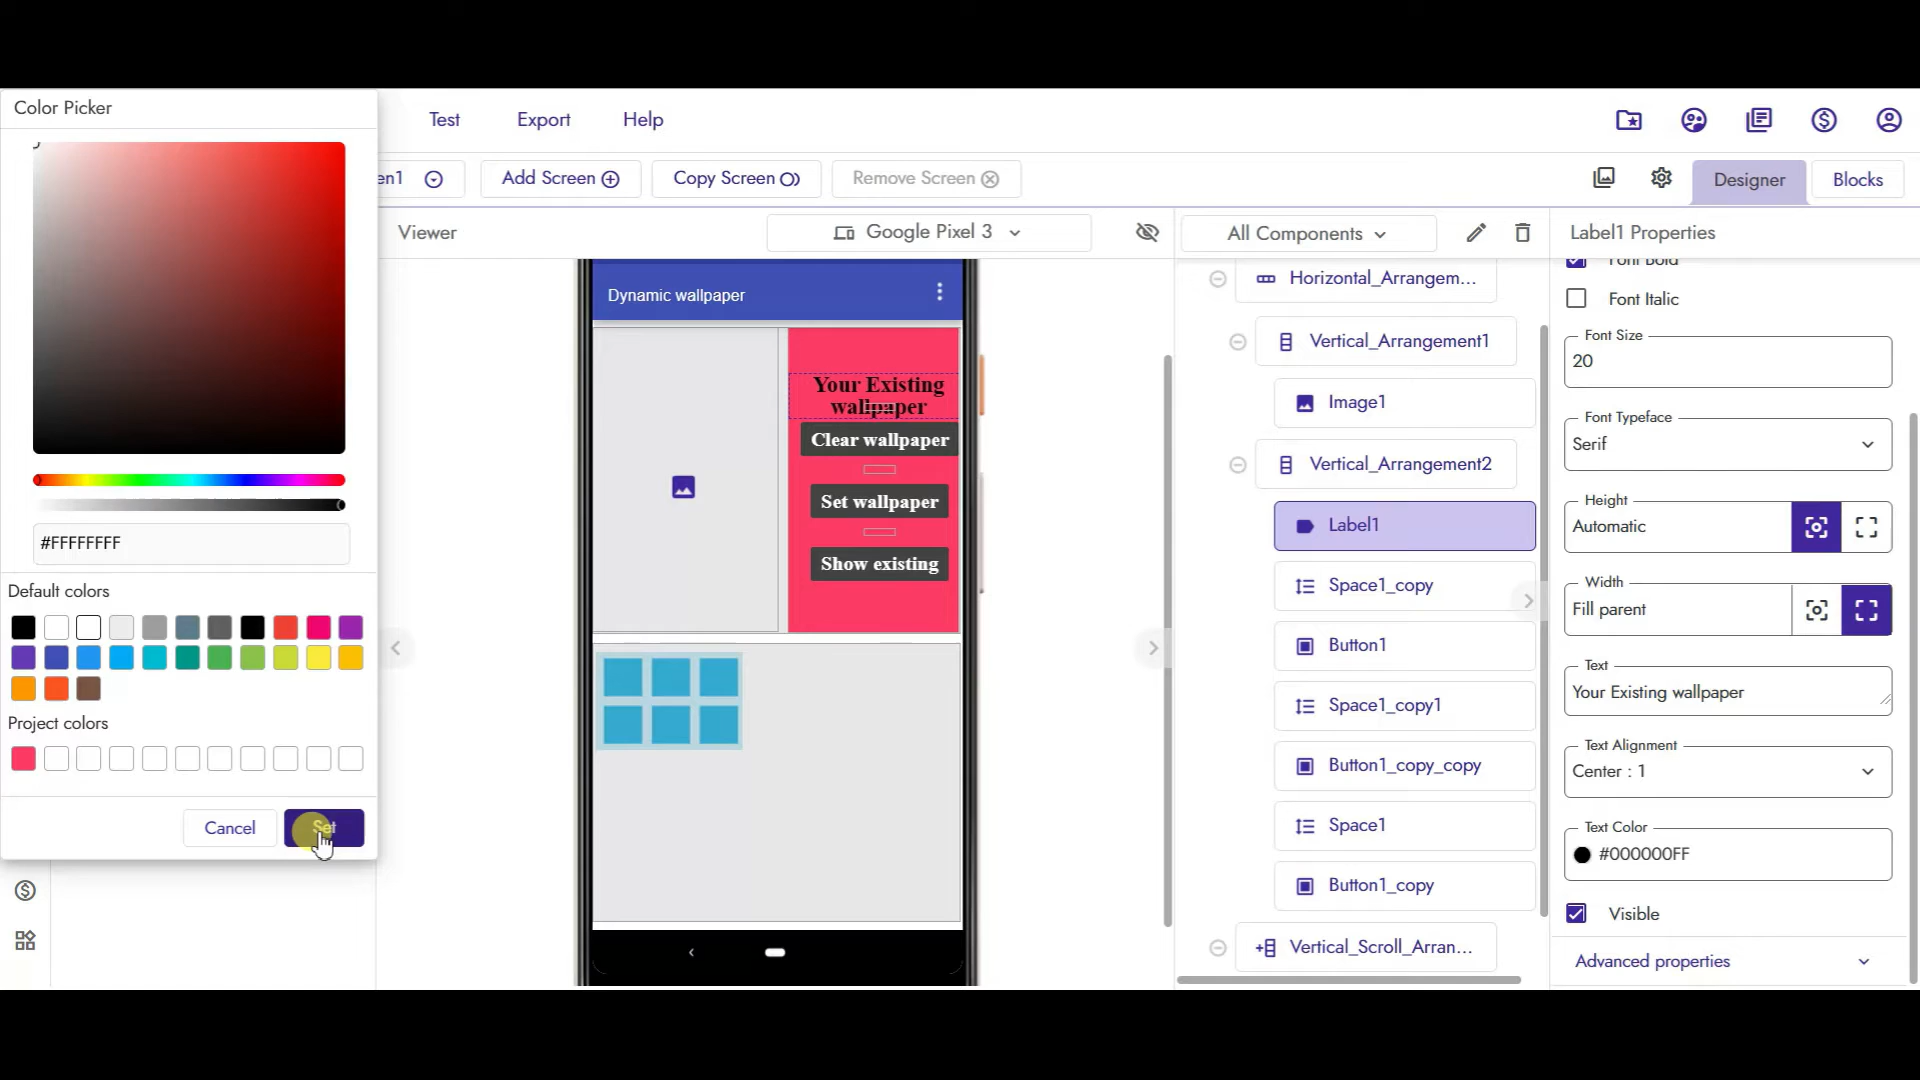 Color Picker
Test
Export
Help
en1
Add Screen
Copy Screen
Remove Screen
Designer
Blocks
Viewer
Google Pixel 3
All Components
Label1 Properties
#FFFFFFFF
Default colors
Project colors
Cancel
Set
Dynamic wallpaper
Your Existing
wallpaper
Clear wallpaper
Set wallpaper
Show existing
Horizontal_Arrangem...
Vertical_Arrangement1
Image1
Vertical_Arrangement2
Label1
Space1_copy
Button1
Space1_copy1
Button1_copy_copy
Space1
Button1_copy
Vertical_Scroll_Arran...
Font Bold
Font Italic
Font Size
20
Font Typeface
Serif
Height
Automatic
Width
Fill parent
Text
Your Existing wallpaper
Text Alignment
Center : 1
Text Color
#000000FF
Visible
Advanced properties